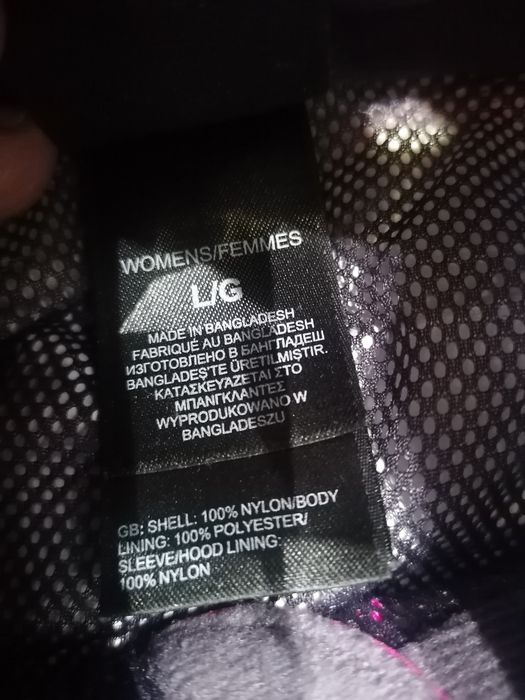 WOMENS/FEMMES
L/G
MADE IN BANGLADESH
FABRIQUÉ AU BANGLADESH
ИЗГОТОВЛЕНО В БАНГЛАДЕШ
BANGLADEŞ'TE ÜRETILMIŞTIR.
ΚΑΤΑΣΚΕΥΑΖΕΤΑΙ ΣΤΟ
ΜΠΑΝΓΚΛΑΝΤΕΣ
WYPRODUKOWANO W
BANGLADESZU
GB; SHELL: 100% NYLON/BODY
LINING: 100% POLYESTER/
SLEEVE/HOOD LINING:
100% NYLON